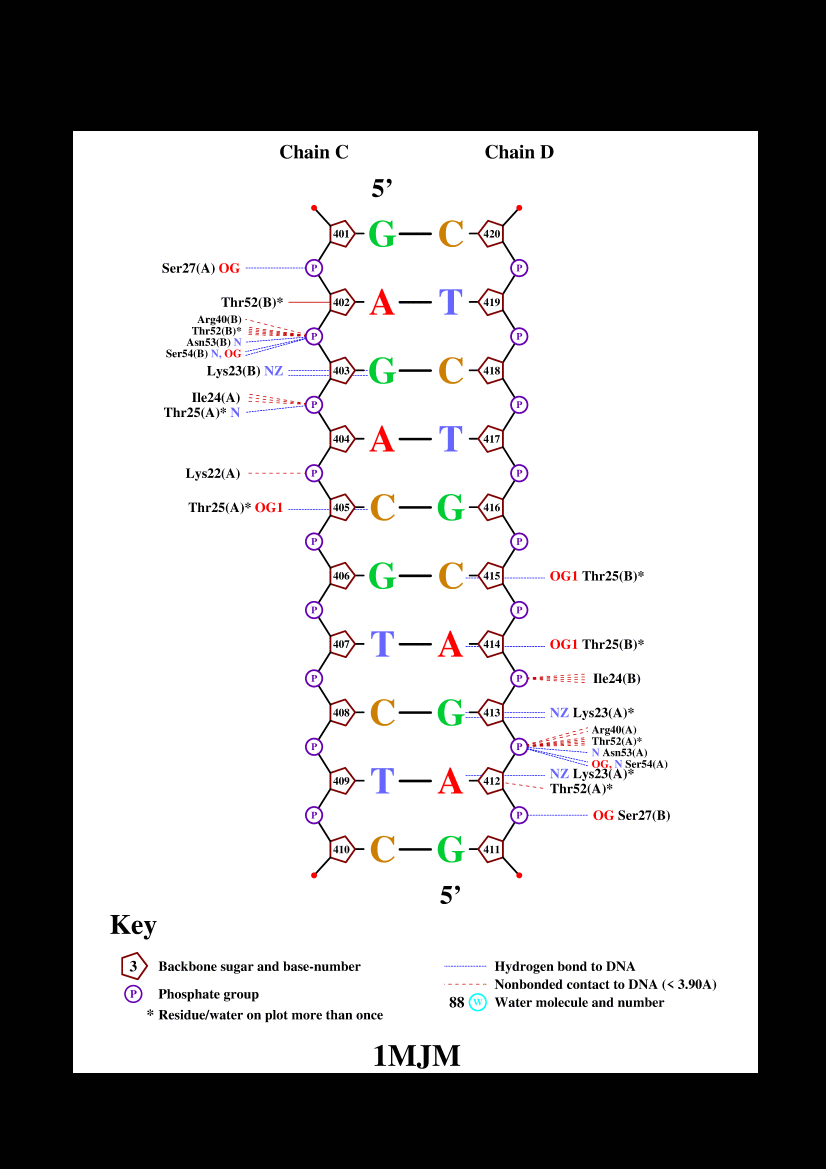 Chain C Chain D
5’
401 G C 420
P P
Ser27(A) OG
Thr52(B)* 402 A T 419
Arg40(B)
Thr52(B)*
P P
Asn53(B) N
Ser54(B) N, OG
Lys23(B) NZ 403 G C 418
Ile24(A)
P P
Thr25(A)* N
404 A T 417
Lys22(A) P P
Thr25(A)* OG1 405 C G 416
P P
406 G C 415 OG1 Thr25(B)*
P P
407 T A 414 OG1 Thr25(B)*
P P Ile24(B)
408 C G 413 NZ Lys23(A)*
Arg40(A)
Thr52(A)*
P P
N Asn53(A)
OG, N Ser54(A)
NZ Lys23(A)*
409 T A 412
Thr52(A)*
P P OG Ser27(B)
410 C G 411
5’
Key
3 Backbone sugar and base-number
P Phosphate group
* Residue/water on plot more than once
Hydrogen bond to DNA
Nonbonded contact to DNA (< 3.90A)
88 W Water molecule and number
1MJM